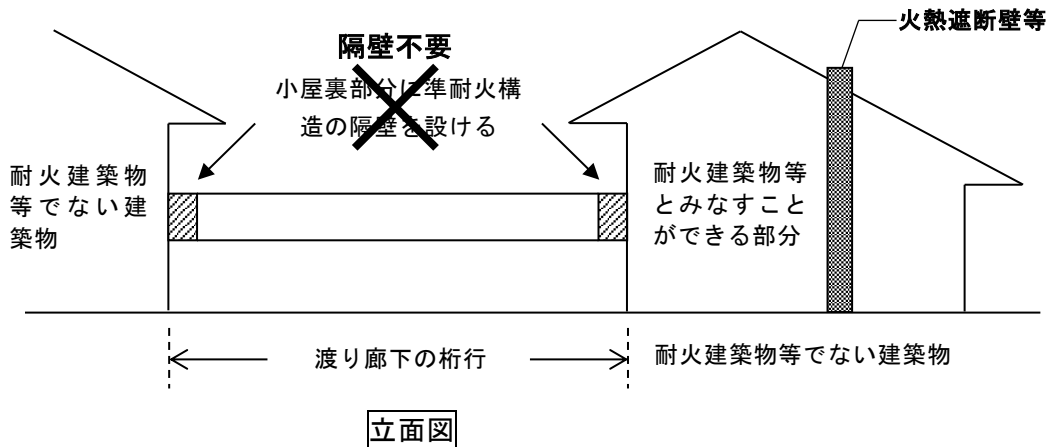 火熱遮断壁等
隔壁不要
小屋裏部分に準耐火構
造の隔壁を設ける
耐火建築物
等でない建
築物
耐火建築物等
とみなすこと
ができる部分
渡り廊下の桁行
耐火建築物等でない建築物
立面図